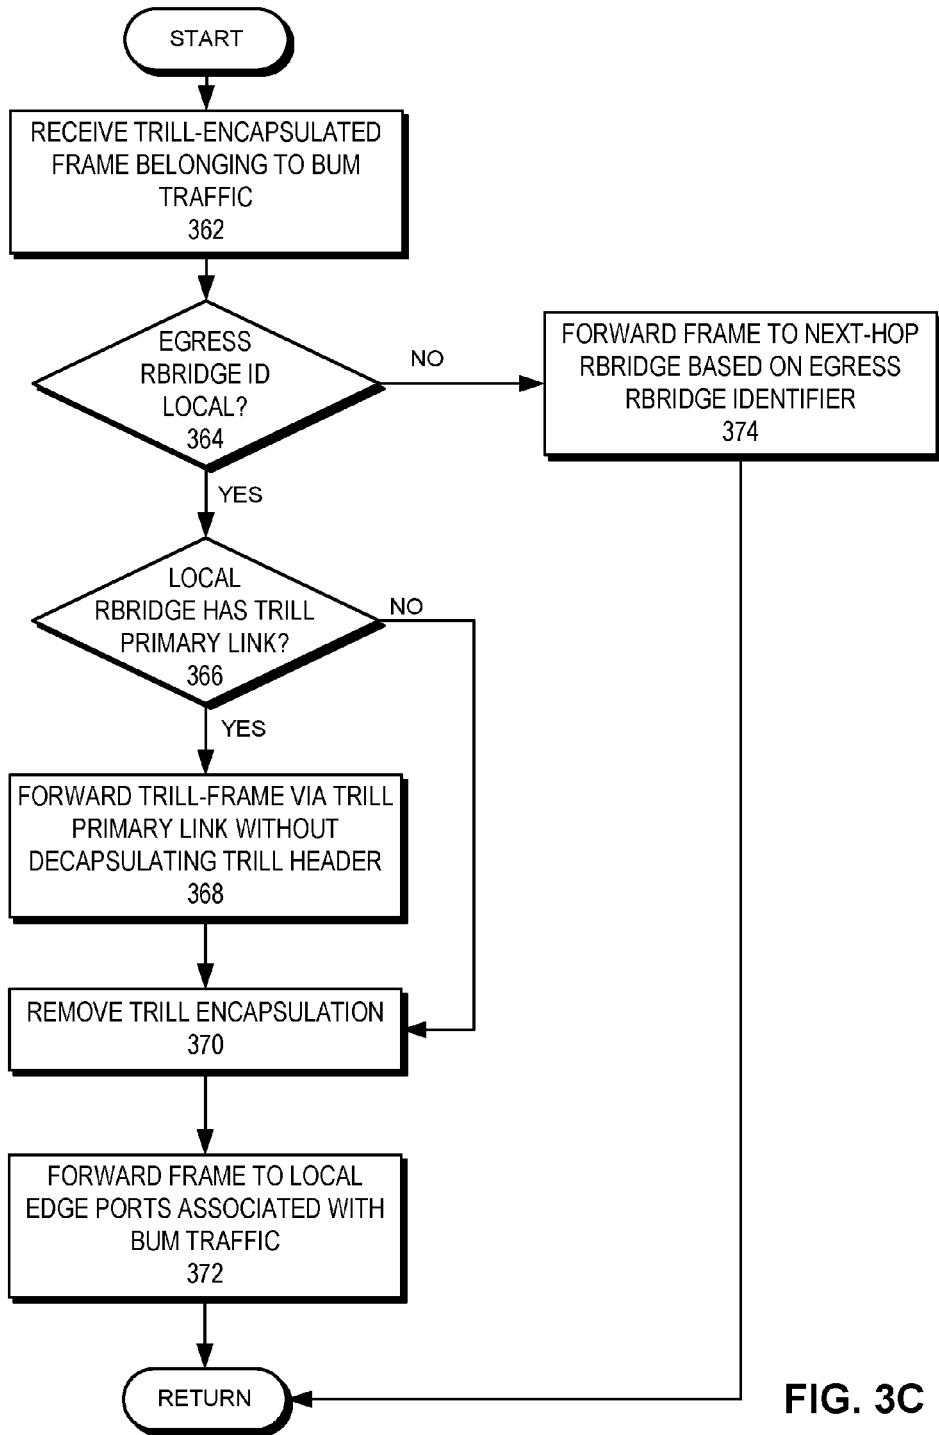 START
RECEIVE TRILL-ENCAPSULATED
FRAME BELONGING TO BUM
TRAFFIC
362
EGRESS
RBRIDGE ID
LOCAL?
364
NO
FORWARD FRAME TO NEXT-HOP
RBRIDGE BASED ON EGRESS
RBRIDGE IDENTIFIER
374
YES
LOCAL
RBRIDGE HAS TRILL
PRIMARY LINK?
366
NO
YES
FORWARD TRILL-FRAME VIA TRILL
PRIMARY LINK WITHOUT
DECAPSULATING TRILL HEADER
368
REMOVE TRILL ENCAPSULATION
370
FORWARD FRAME TO LOCAL
EDGE PORTS ASSOCIATED WITH
BUM TRAFFIC
372
RETURN
FIG. 3C